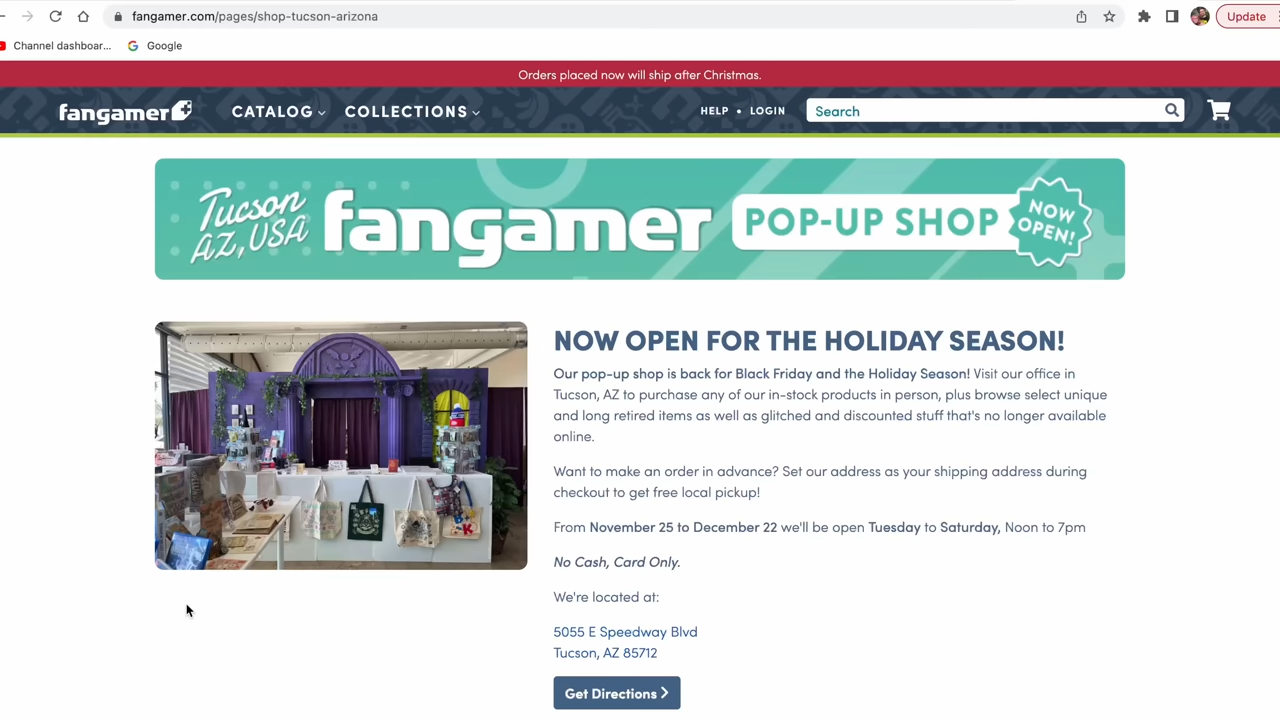 fangamer.com/pages/shop-tucson-arizona
Update
Channel dashboar...
Google
Orders placed now will ship after Christmas.
fangamer
CATALOG
COLLECTIONS
HELP • LOGIN
Search
Tucson
AZ, USA
fangamer
POP-UP SHOP
NOW
OPEN!
NOW OPEN FOR THE HOLIDAY SEASON!
Our pop-up shop is back for Black Friday and the Holiday Season! Visit our office in
Tucson, AZ to purchase any of our in-stock products in person, plus browse select unique
and long retired items as well as glitched and discounted stuff that's no longer available
online.
Want to make an order in advance? Set our address as your shipping address during
checkout to get free local pickup!
From November 25 to December 22 we'll be open Tuesday to Saturday, Noon to 7pm
No Cash, Card Only.
We're located at:
5055 E Speedway Blvd
Tucson, AZ 85712
Get Directions